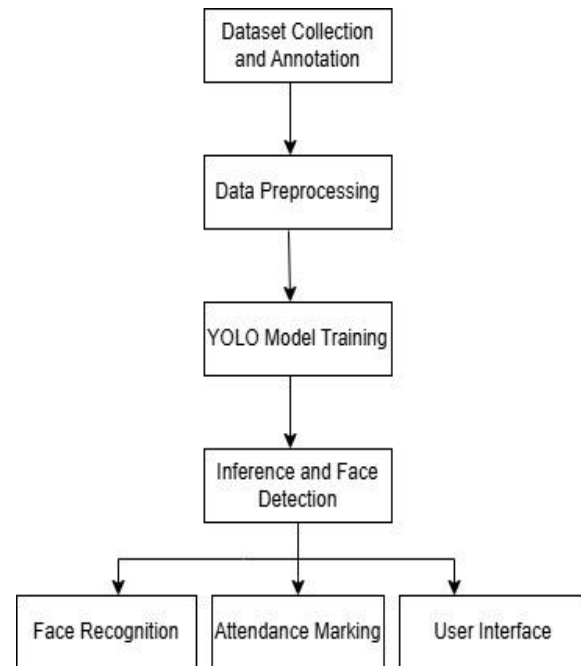 Dataset Collection
and Annotation
Data Preprocessing
YOLO Model Training
Inference and Face
Detection
Face Recognition
Attendance Marking
User Interface